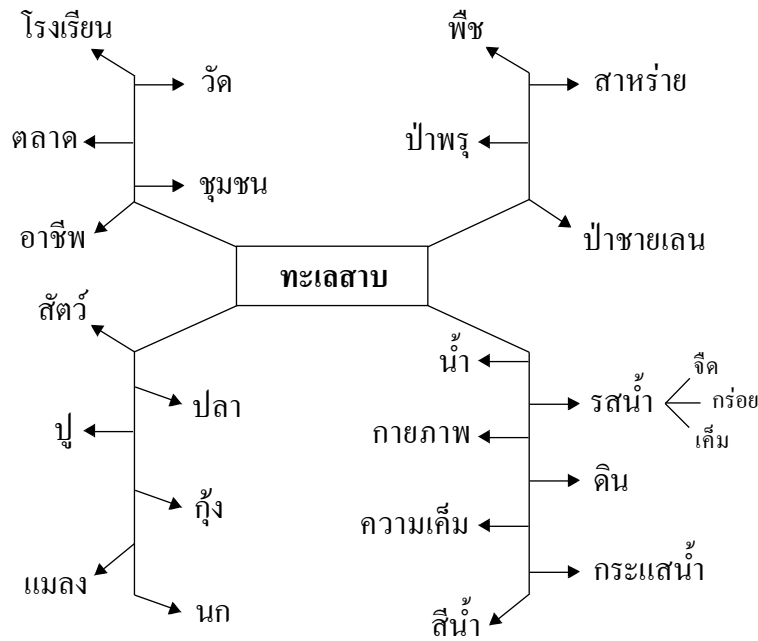 โรงเรียน
วัด
ตลาด
ชุมชน
อาชีพ
พืช
สาหร่าย
ป่าพรุ
ป่าชายเลน
ทะเลสาบ
สัตว์
ปลา
ปู
กุ้ง
แมลง
นก
น้ำ
รสน้ำ
จืด
กร่อย
เค็ม
กายภาพ
ดิน
ความเค็ม
กระแสน้ำ
สีน้ำ